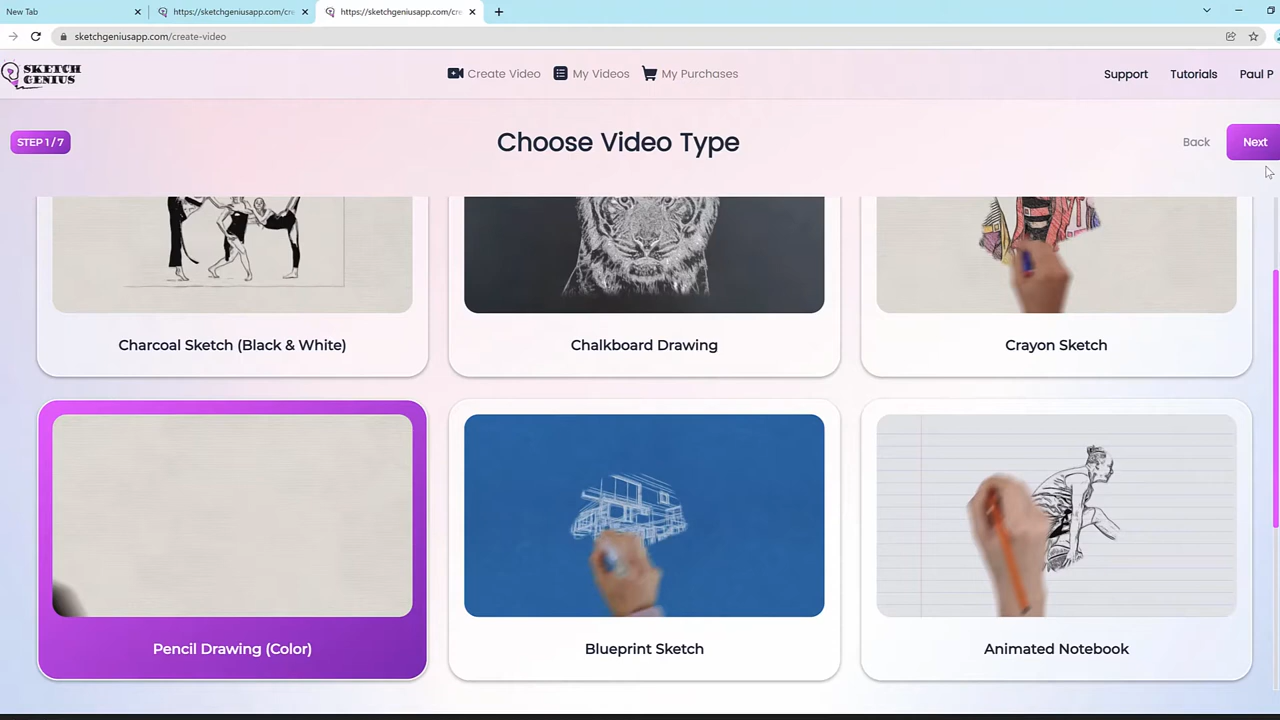 New Tab
https://sketchgeniusapp.com/cre
https://sketchgeniusapp.com/cre
sketchgeniusapp.com/create-video
SKETCH
GENIUS
Create Video
My Videos
My Purchases
Support
Tutorials
Paul P
STEP 1 / 7
Choose Video Type
Back
Next
Charcoal Sketch (Black & White)
Chalkboard Drawing
Crayon Sketch
Pencil Drawing (Color)
Blueprint Sketch
Animated Notebook